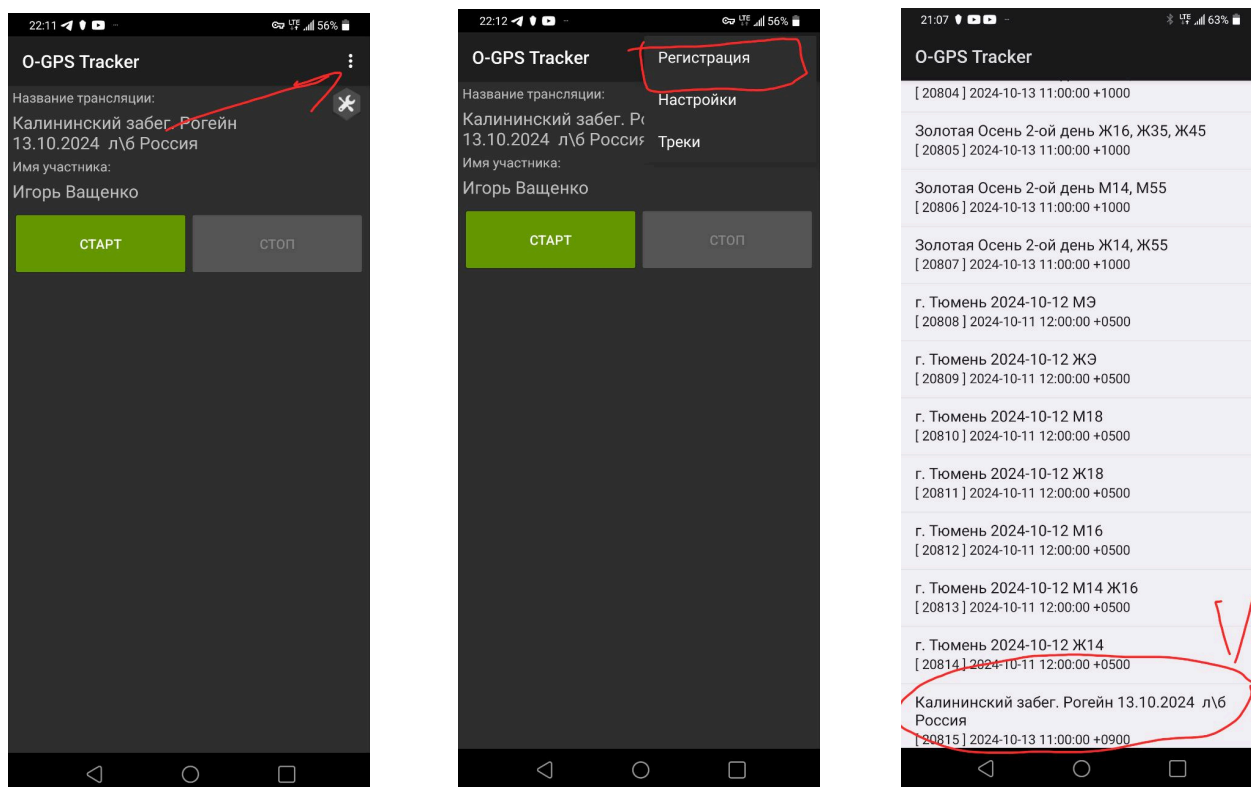 22:11
56%
O-GPS Tracker
Название трансляции:
Калининский забег. Рогейн
13.10.2024 л\б Россия
Имя участника:
Игорь Ващенко
СТАРТ
СТОП
22:12
56%
O-GPS Tracker
Регистрация
Название трансляции:
Настройки
Калининский забег. Р
13.10.2024 л\б Россия
Треки
Имя участника:
Игорь Ващенко
СТАРТ
СТОП
21:07
LTE
63%
O-GPS Tracker
[ 20804 ] 2024-10-13 11:00:00 +1000
Золотая Осень 2-ой день Ж16, Ж35, Ж45
[ 20805 ] 2024-10-13 11:00:00 +1000
Золотая Осень 2-ой день М14, М55
[ 20806 ] 2024-10-13 11:00:00 +1000
Золотая Осень 2-ой день Ж14, Ж55
[ 20807 ] 2024-10-13 11:00:00 +1000
г. Тюмень 2024-10-12 МЭ
[ 20808 ] 2024-10-11 12:00:00 +0500
г. Тюмень 2024-10-12 ЖЭ
[ 20809 ] 2024-10-11 12:00:00 +0500
г. Тюмень 2024-10-12 М18
[ 20810 ] 2024-10-11 12:00:00 +0500
г. Тюмень 2024-10-12 Ж18
[ 20811 ] 2024-10-11 12:00:00 +0500
г. Тюмень 2024-10-12 М16
[ 20812 ] 2024-10-11 12:00:00 +0500
г. Тюмень 2024-10-12 М14 Ж16
[ 20813 ] 2024-10-11 12:00:00 +0500
г. Тюмень 2024-10-12 Ж14
[ 20814 ] 2024-10-11 12:00:00 +0500
Калининский забег. Рогейн 13.10.2024 л\б
Россия
[ 20815 ] 2024-10-13 11:00:00 +0900